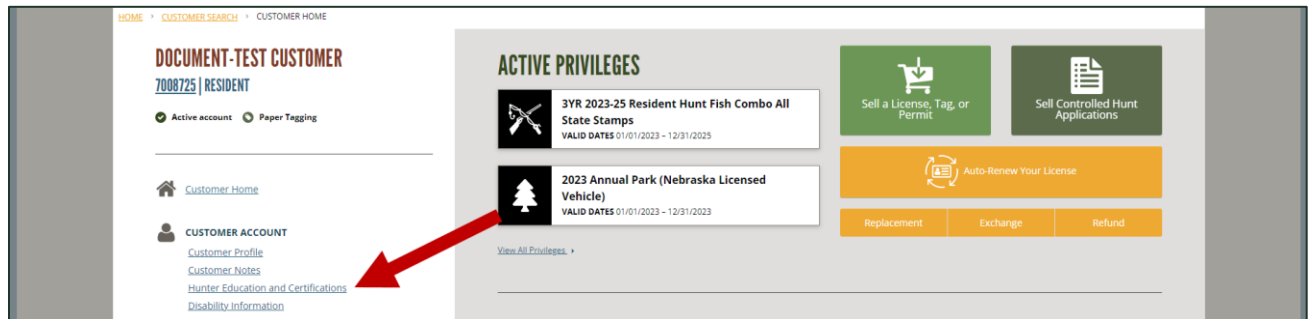 HOME › CUSTOMER SEARCH › CUSTOMER HOME
DOCUMENT-TEST CUSTOMER
7008725 | RESIDENT
Active account Paper Tagging
Customer Home
CUSTOMER ACCOUNT
Customer Profile
Customer Notes
Hunter Education and Certifications
Disability Information
ACTIVE PRIVILEGES
3YR 2023-25 Resident Hunt Fish Combo All
State Stamps
VALID DATES 01/01/2023 – 12/31/2025
2023 Annual Park (Nebraska Licensed
Vehicle)
VALID DATES 01/01/2023 – 12/31/2023
View All Privileges ›
Sell a License, Tag, or
Permit
Sell Controlled Hunt
Applications
Auto-Renew Your License
Replacement
Exchange
Refund